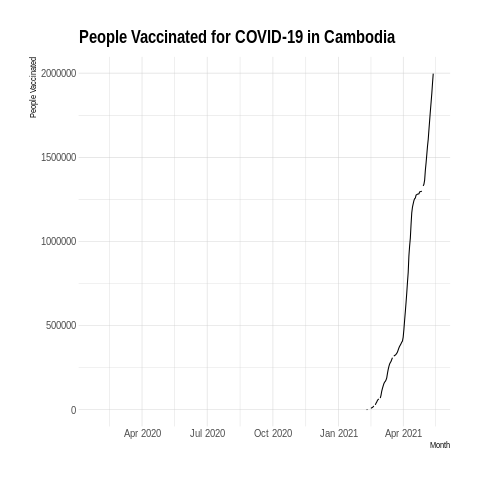 People Vaccinated for COVID-19 in Cambodia
People Vaccinated
2000000
1500000
1000000
500000
0
Apr 2020 Jul 2020 Oct 2020 Jan 2021 Apr 2021
Month